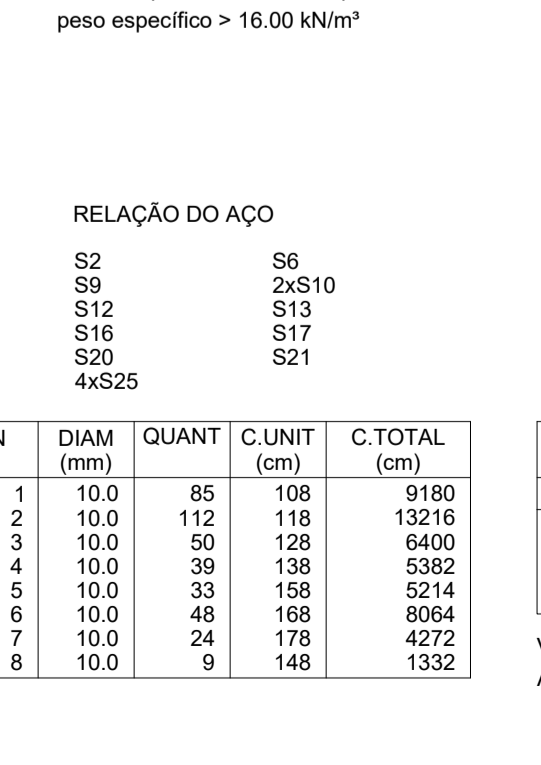 peso específico > 16.00 kN/m³
RELAÇÃO DO AÇO
S2 S6
S9 2xS10
S12 S13
S16 S17
S20 S21
4xS25
DIAM QUANT C.UNIT C.TOTAL
(mm) (cm) (cm)
1 10.0 85 108 9180
2 10.0 112 118 13216
3 10.0 50 128 6400
4 10.0 39 138 5382
5 10.0 33 158 5214
6 10.0 48 168 8064
7 10.0 24 178 4272
8 10.0 9 148 1332